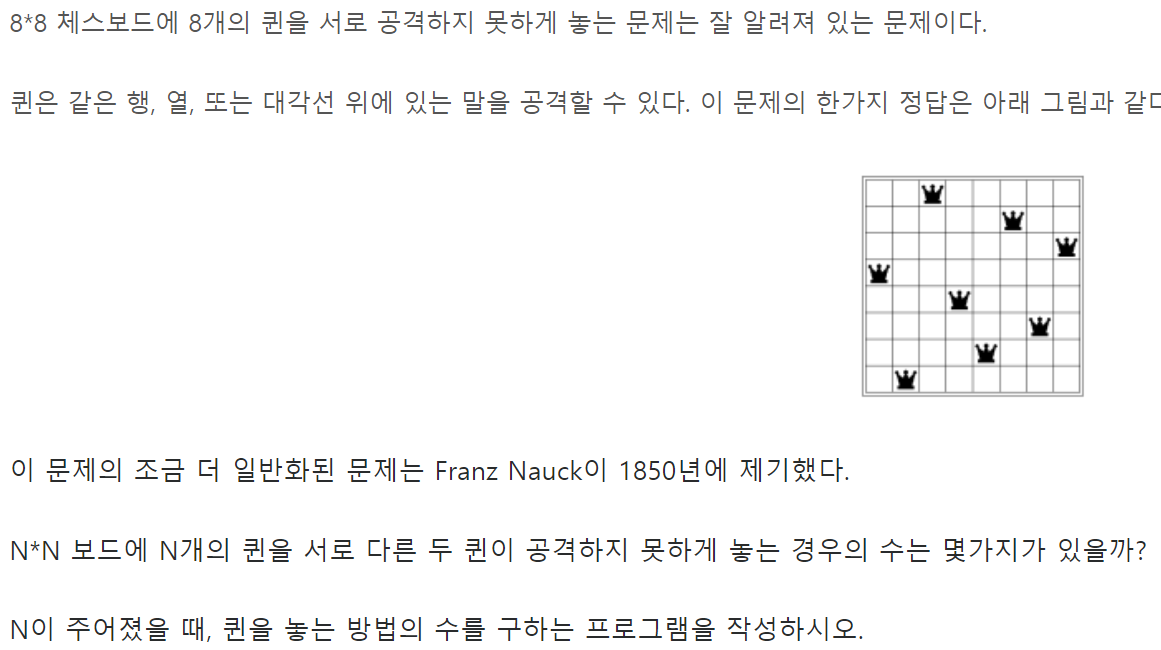 8*8 체스보드에 8개의 퀸을 서로 공격하지 못하게 놓는 문제는 잘 알려져 있는 문제이다.
퀸은 같은 행, 열, 또는 대각선 위에 있는 말을 공격할 수 있다. 이 문제의 한가지 정답은 아래 그림과 같다
이 문제의 조금 더 일반화된 문제는 Franz Nauck이 1850년에 제기했다.
N*N 보드에 N개의 퀸을 서로 다른 두 퀸이 공격하지 못하게 놓는 경우의 수는 몇가지가 있을까?
N이 주어졌을 때, 퀸을 놓는 방법의 수를 구하는 프로그램을 작성하시오.